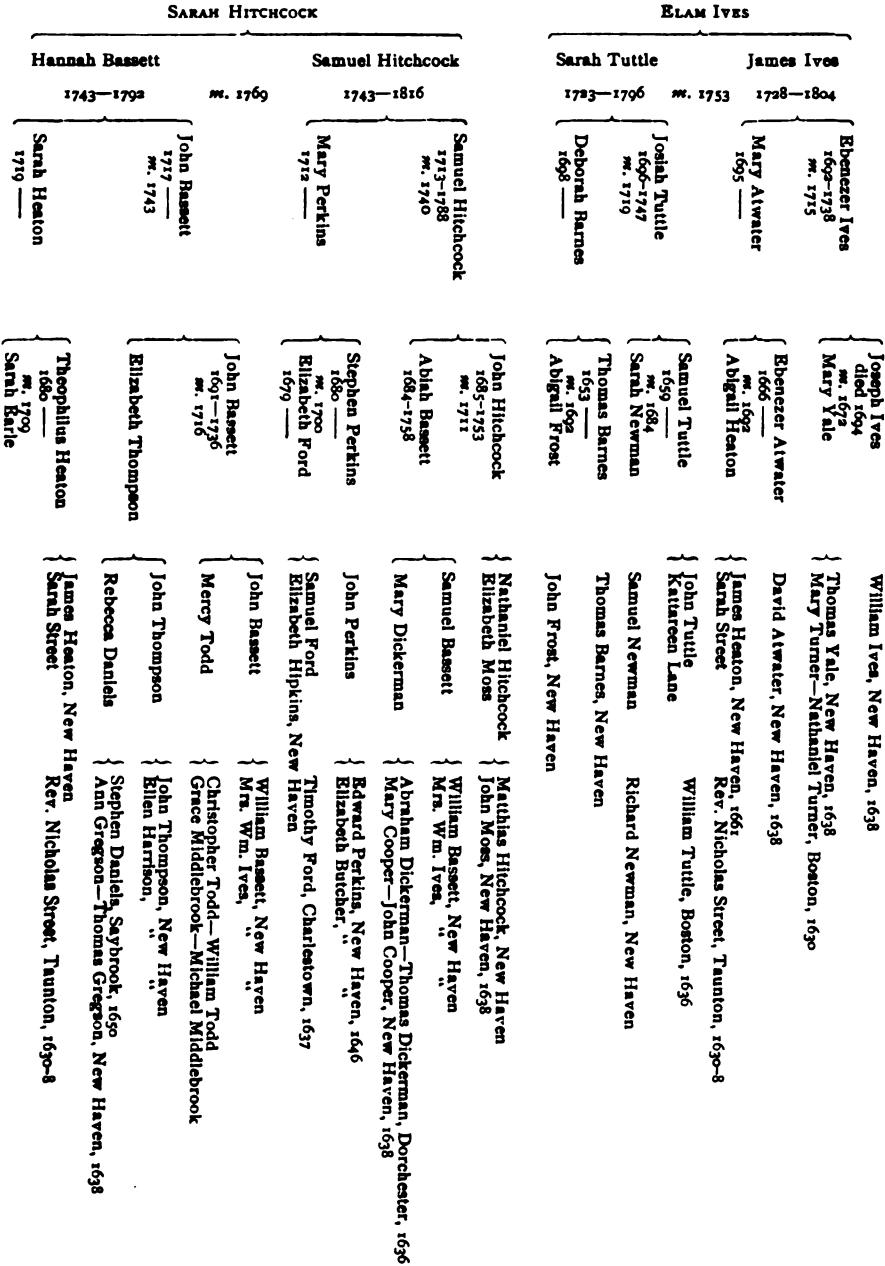 SARAH HITCHCOCK
ELAM IVES
Hannah Bassett
Samuel Hitchcock
Sarah Tuttle
James Ives
1743—1792
m. 1769
1743—1816
1723—1796
m. 1753
1728—1804
Ebenezer Ives
1692-1738
m. 1715
Mary Atwater
1695 ——
Josiah Tuttle
1696-1747
m. 1719
Deborah Barnes
1698 ——
Samuel Hitchcock
1713-1788
m. 1740
Mary Perkins
1712 ——
John Bassett
1717 ——
m. 1743
Sarah Heaton
1719 ——
Joseph Ives
died 1694
m. 1672
Mary Yale
Ebenezer Atwater
1666 ——
m. 1692
Abigail Heaton
Samuel Tuttle
1659 ——
m. 1684
Sarah Newman
Thomas Barnes
1653 ——
m. 1692
Abigail Frost
John Hitchcock
1685-1753
m. 1711
Abiah Bassett
1684-1758
Stephen Perkins
1680 ——
m. 1700
Elizabeth Ford
1679 ——
John Bassett
1691—1736
m. 1716
Elizabeth Thompson
Theophilus Heaton
1680 ——
m. 1709
Sarah Earle
William Ives, New Haven, 1638
Thomas Yale, New Haven, 1638
Mary Turner—Nathaniel Turner, Boston, 1630
David Atwater, New Haven, 1638
James Heaton, New Haven, 1661
Sarah Street
Rev. Nicholas Street, Taunton, 1630-8
John Tuttle
Kattareen Lane
William Tuttle, Boston, 1636
Samuel Newman
Richard Newman, New Haven
Thomas Barnes, New Haven
John Frost, New Haven
Nathaniel Hitchcock
Elizabeth Moss
Matthias Hitchcock, New Haven
John Moss, New Haven, 1638
Samuel Bassett
William Bassett, New Haven
Mrs. Wm. Ives, " "
Mary Dickerman
Abraham Dickerman—Thomas Dickerman, Dorchester, 1636
Mary Cooper—John Cooper, New Haven, 1638
John Perkins
Edward Perkins, New Haven, 1646
Elizabeth Butcher, " "
Samuel Ford
Elizabeth Hipkins, New Haven
Timothy Ford, Charlestown, 1637
John Bassett
William Bassett, New Haven
Mrs. Wm. Ives, " "
Mercy Todd
Christopher Todd—William Todd
Grace Middlebrook—Michael Middlebrook
John Thompson
John Thompson, New Haven
Ellen Harrison, "
Rebecca Daniels
Stephen Daniels, Saybrook, 1650
Ann Gregson—Thomas Gregson, New Haven, 1638
James Heaton, New Haven
Sarah Street
Rev. Nicholas Street, Taunton, 1630-8